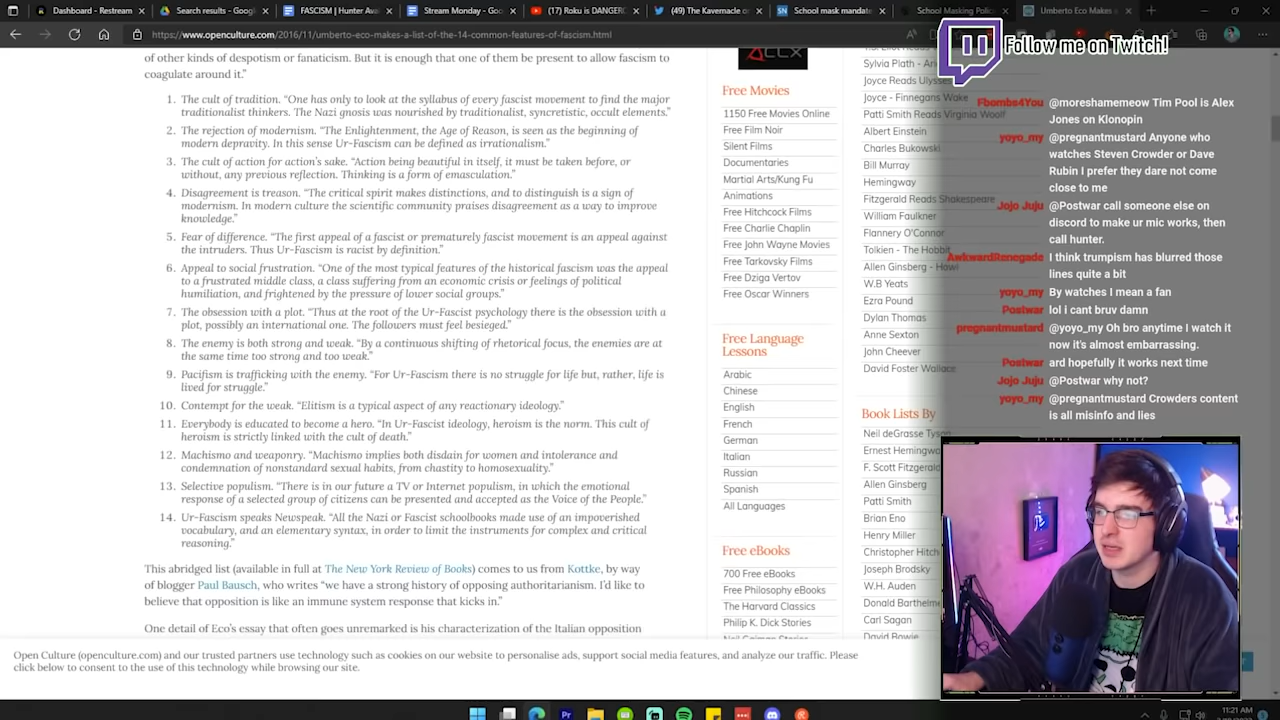 Dashboard - Restream
Search results - Google
FASCISM | Hunter Av
Stream Monday - Go
(17) Roku is DANGER
(49) The Kavemacle o
School mask mandate
School Mask Mandat
Umberto Eco Makes
https://www.openculture.com/2016/11/umberto-eco-makes-a-list-of-the-14-common-features-of-fascism.html
Follow me on Twitch!
of other kinds of despotism or fanaticism. But it is enough that one of them be present to allow fascism to
coagulate around it.”
1. The cult of tradition. “One has only to look at the syllabus of every fascist movement to find the major
traditionalist thinkers. The Nazi gnosis was nourished by traditionalist, syncretistic, occult elements.”
2. The rejection of modernism. “The Enlightenment, the Age of Reason, is seen as the beginning of
modern depravity. In this sense Ur-Fascism can be defined as irrationalism.”
3. The cult of action for action’s sake. “Action being beautiful in itself, it must be taken before, or
without, any previous reflection. Thinking is a form of emasculation.”
4. Disagreement is treason. “The critical spirit makes distinctions, and to distinguish is a sign of
modernism. In modern culture the scientific community praises disagreement as a way to improve
knowledge.”
5. Fear of difference. “The first appeal of a fascist or prematurely fascist movement is an appeal against
the intruders. Thus Ur-Fascism is racist by definition.”
6. Appeal to social frustration. “One of the most typical features of the historical fascism was the appeal
to a frustrated middle class, a class suffering from an economic crisis or feelings of political
humiliation, and frightened by the pressure of lower social groups.”
7. The obsession with a plot. “Thus at the root of the Ur-Fascist psychology there is the obsession with a
plot, possibly an international one. The followers must feel besieged.”
8. The enemy is both strong and weak. “By a continuous shifting of rhetorical focus, the enemies are at
the same time too strong and too weak.”
9. Pacifism is trafficking with the enemy. “For Ur-Fascism there is no struggle for life but, rather, life is
lived for struggle.”
10. Contempt for the weak. “Elitism is a typical aspect of any reactionary ideology.”
11. Everybody is educated to become a hero. “In Ur-Fascist ideology, heroism is the norm. This cult of
heroism is strictly linked with the cult of death.”
12. Machismo and weaponry. “Machismo implies both disdain for women and intolerance and
condemnation of nonstandard sexual habits, from chastity to homosexuality.”
13. Selective populism. “There is in our future a TV or Internet populism, in which the emotional
response of a selected group of citizens can be presented and accepted as the Voice of the People.”
14. Ur-Fascism speaks Newspeak. “All the Nazi or Fascist schoolbooks made use of an impoverished
vocabulary, and an elementary syntax, in order to limit the instruments for complex and critical
reasoning.”
This abridged list (available in full at The New York Review of Books) comes to us from Kottke, by way
of blogger Paul Bausch, who writes “we have a strong history of opposing authoritarianism. I’d like to
believe that opposition is like an immune system response that kicks in.”
One detail of Eco’s essay that often goes unremarked is his characterization of the Italian opposition
Free Movies
1150 Free Movies Online
Free Film Noir
Silent Films
Documentaries
Martial Arts/Kung Fu
Animations
Free Hitchcock Films
Free Charlie Chaplin
Free John Wayne Movies
Free Tarkovsky Films
Free Dziga Vertov
Free Oscar Winners
Free Language
Lessons
Arabic
Chinese
English
French
German
Italian
Russian
Spanish
All Languages
Free eBooks
700 Free eBooks
Free Philosophy eBooks
The Harvard Classics
Philip K. Dick Stories
Neil Gaiman Stories
Sylvia Plath - Ari
Joyce Reads Ulysses
Joyce - Finnegans Wake
Patti Smith Reads Virginia Woolf
Albert Einstein
Charles Bukowski
Bill Murray
Hemingway
Fitzgerald Reads Shakespeare
William Faulkner
Flannery O'Connor
Tolkien - The Hobbit
Allen Ginsberg - Howl
W.B Yeats
Ezra Pound
Dylan Thomas
Anne Sexton
John Cheever
David Foster Wallace
Book Lists By
Neil deGrasse Tyson
Ernest Hemingw
F. Scott Fitzgerald
Allen Ginsberg
Patti Smith
Brian Eno
Henry Miller
Christopher Hitch
Joseph Brodsky
W.H. Auden
Donald Barthelme
Carl Sagan
David Bowie
Fbombs4You @moreshamemeow Tim Pool is Alex
Jones on Klonopin
yoyo_my @pregnantmustard Anyone who
watches Steven Crowder or Dave
Rubin I prefer they dare not come
close to me
Jojo Juju @Postwar call someone else on
discord to make ur mic works, then
call hunter.
AwkwardRenegade I think trumpism has blurred those
lines quite a bit
yoyo_my By watches I mean a fan
Postwar lol i cant bruv damn
pregnantmustard @yoyo_my Oh bro anytime I watch it
now it's almost embarrassing.
Postwar ard hopefully it works next time
Jojo Juju @Postwar why not?
yoyo_my @pregnantmustard Crowders content
is all misinfo and lies
Open Culture (openculture.com) and our trusted partners use technology such as cookies on our website to personalise ads, support social media features, and analyze our traffic. Please
click below to consent to the use of this technology while browsing our site.
11:21 AM